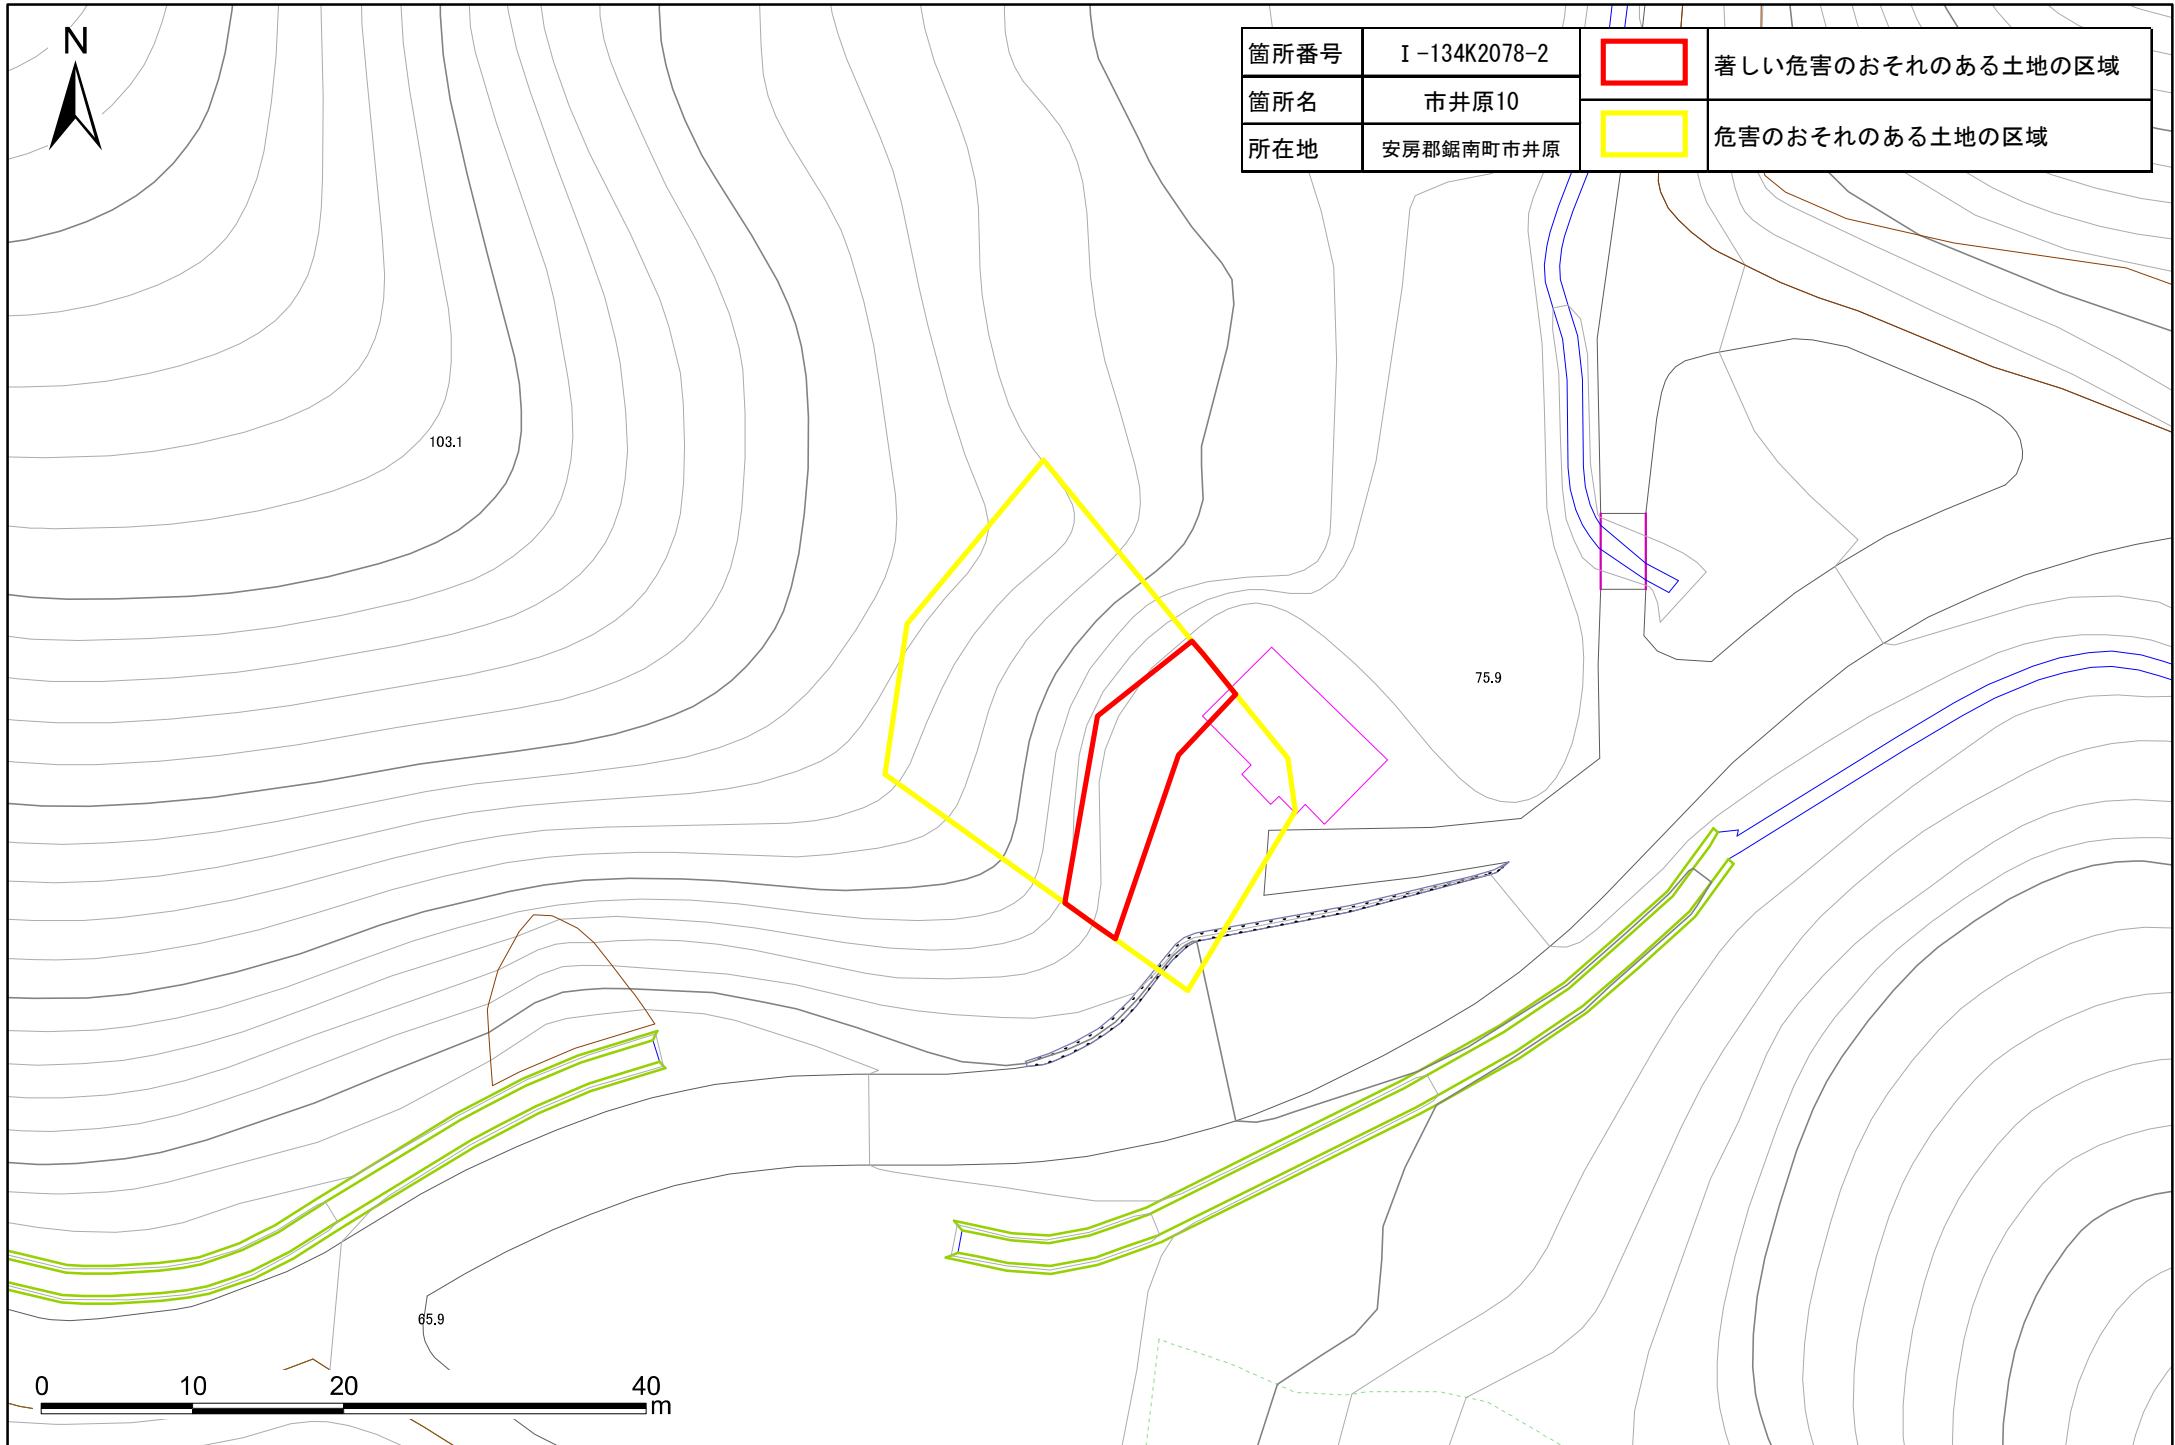 N
箇所番号 Ⅰ-134K2078-2
箇所名 市井原10
所在地 安房郡鋸南町市井原
著しい危害のおそれのある土地の区域
危害のおそれのある土地の区域
103.1
75.9
65.9
0 10 20 40
m